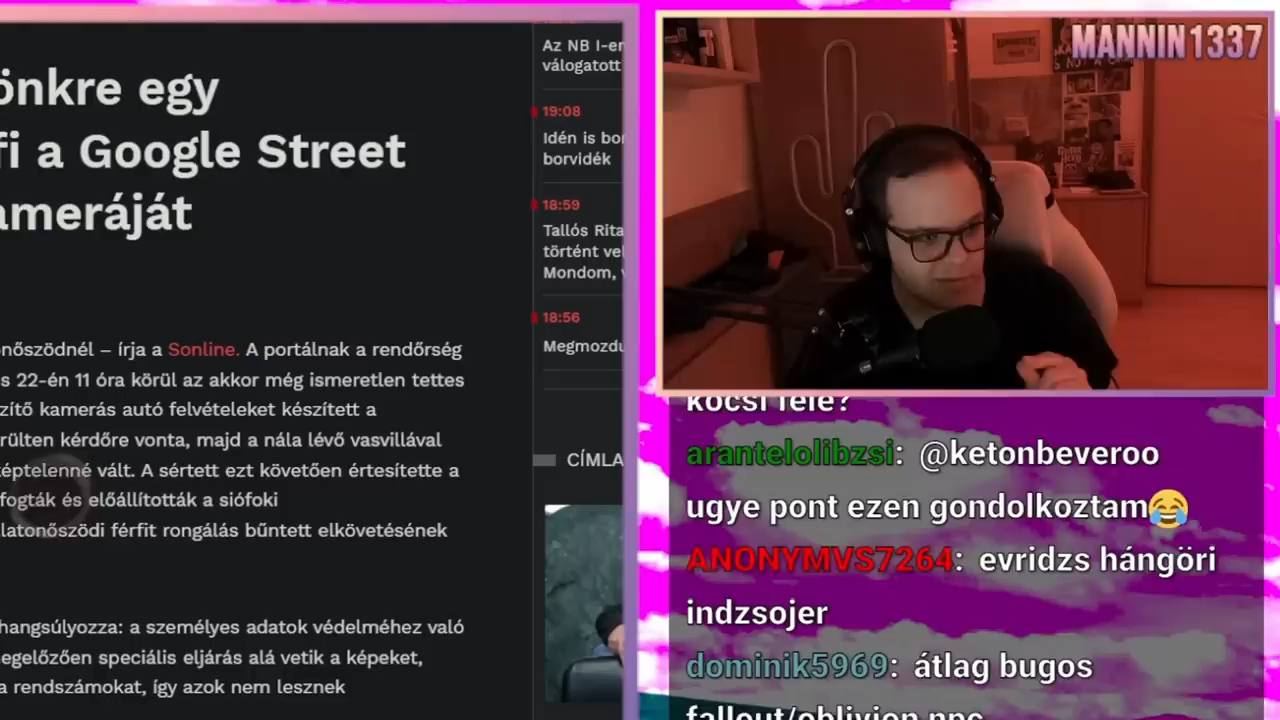 önkre egy
fi a Google Street
ameráját
nőszödnél – írja a Sonline. A portálnak a rendőrség
s 22-én 11 óra körül az akkor még ismeretlen tettes
zítő kamerás autó felvételeket készített a
rülten kérdőre vonta, majd a nála lévő vasvillával
éptelenné vált. A sértett ezt követően értesítette a
fogták és előállították a siófoki
latonőszödi férfit rongálás bűntett elkövetésének
hangsúlyozza: a személyes adatok védelméhez való
egelőzően speciális eljárás alá vetik a képeket,
a rendszámokat, így azok nem lesznek
Az NB I-er
válogatott
19:08
Idén is bor
borvidék
18:59
Tallós Rita
történt vel
Mondom, v
18:56
Megmozdu
CÍMLA
MANNIN1337
kocsi felé?
arantelolibzsi: @ketonbeveroo
ugye pont ezen gondolkoztam😂
ANONYMVS7264: evridzs hángöri
indzsojer
dominik5969: átlag bugos
fallout/oblivion npc